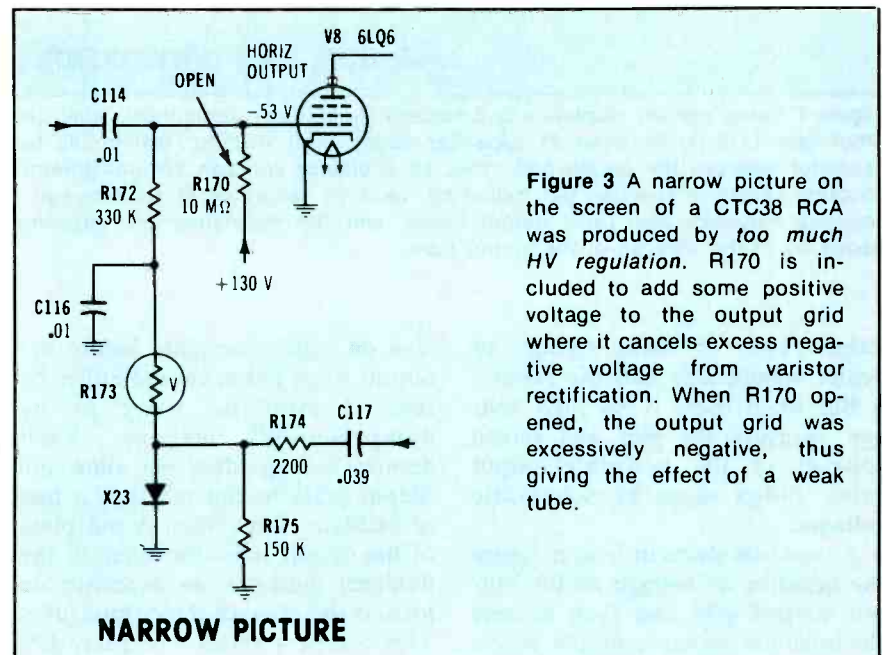 V8 6LQ6
HORIZ
OUTPUT
OPEN
C114
-53 V
.01
R172
330 K
R170
10 MΩ
+130 V
C116
.01
R173
V
R174
2200
C117
.039
X23
R175
150 K
NARROW PICTURE
Figure 3 A narrow picture on
the screen of a CTC38 RCA
was produced by too much
HV regulation. R170 is in-
cluded to add some positive
voltage to the output grid
where it cancels excess nega-
tive voltage from varistor
rectification. When R170 op-
ened, the output grid was
excessively negative, thus
giving the effect of a weak
tube.